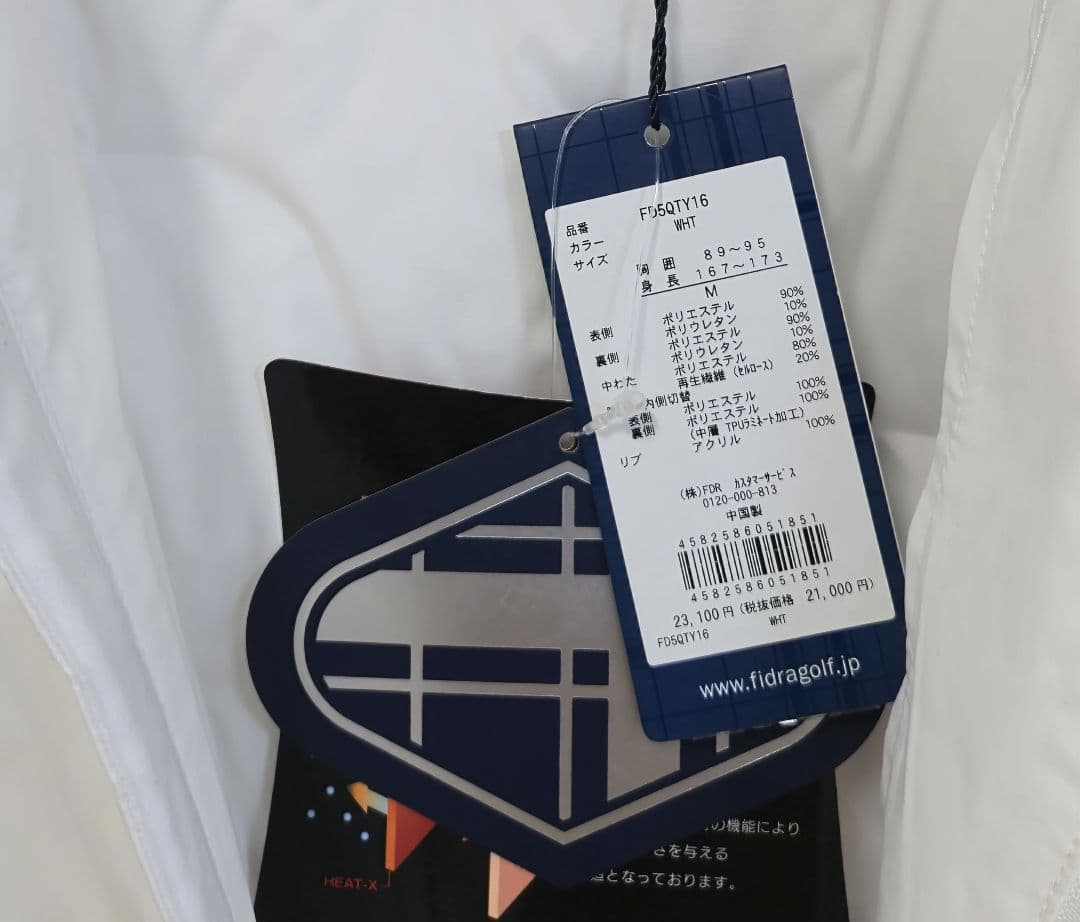 品番 FD5QTY16
カラー WHT
サイズ 胸囲 89～95
身長 167～173
M
表側 ポリエステル 90%
ポリウレタン 10%
裏側 ポリエステル 90%
ポリウレタン 10%
中わた ポリエステル 80%
再生繊維 (セルロース) 20%
内側切替
表側 ポリエステル 100%
裏側 ポリエステル 100%
(中層 TPUラミネート加工)
リブ アクリル 100%
(株)FDR カスタマーサービス
0120-000-813
中国製
4582586051851
4582586051851
23,100円(税抜価格 21,000円)
FD5QTY16 WHT
www.fidragolf.jp
の機能により
さを与える
造となっております。
HEAT-X